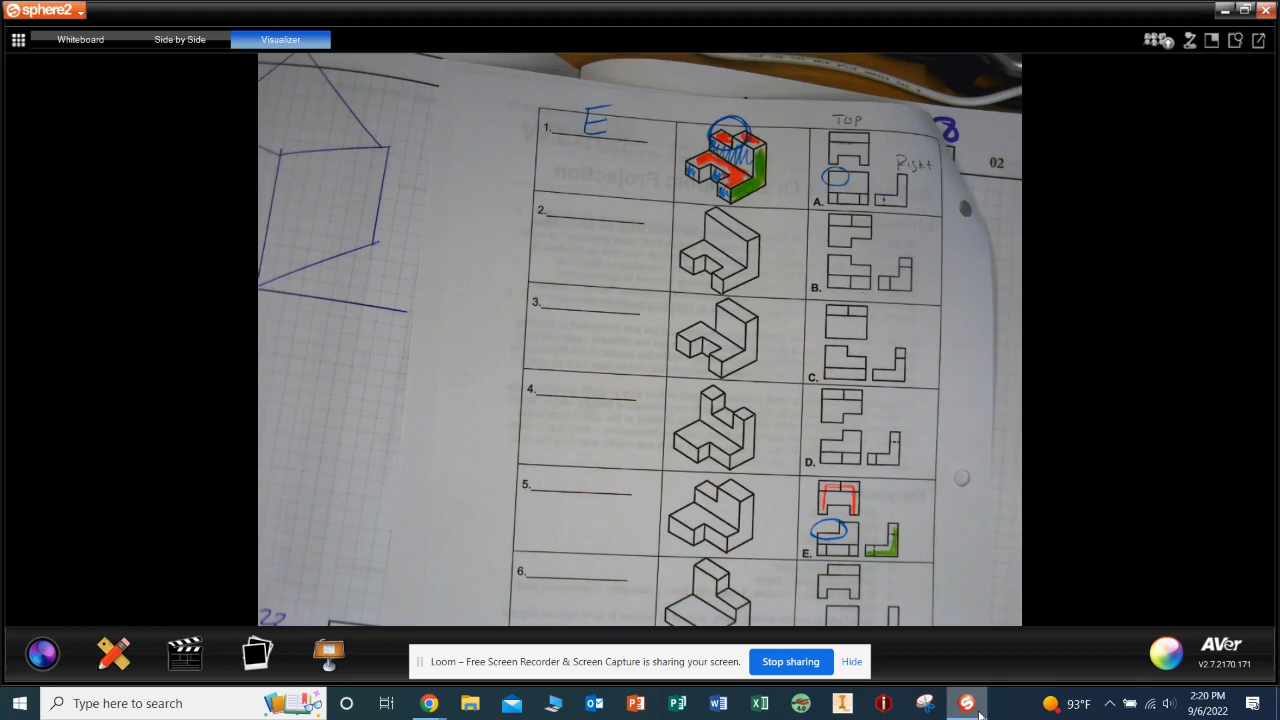 sphere2
Whiteboard
Side by Side
Visualizer
TOP
E
1.
8
02
Right
A.
2.
B.
3.
C.
4.
D.
5.
E.
6.
22
Loom – Free Screen Recorder & Screen Capture is sharing your screen.
Stop sharing
Hide
AVer
v2.7.2170.171
Type here to search
93°F
2:20 PM
9/6/2022